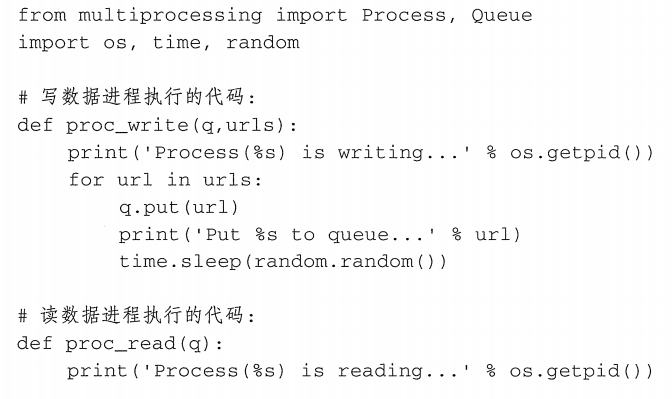 from multiprocessing import Process, Queue
import os, time, random
# 写数据进程执行的代码:
def proc_write(q,urls):
print('Process(%s) is writing...' % os.getpid())
for url in urls:
q.put(url)
print('Put %s to queue...' % url)
time.sleep(random.random())
# 读数据进程执行的代码:
def proc_read(q):
print('Process(%s) is reading...' % os.getpid())